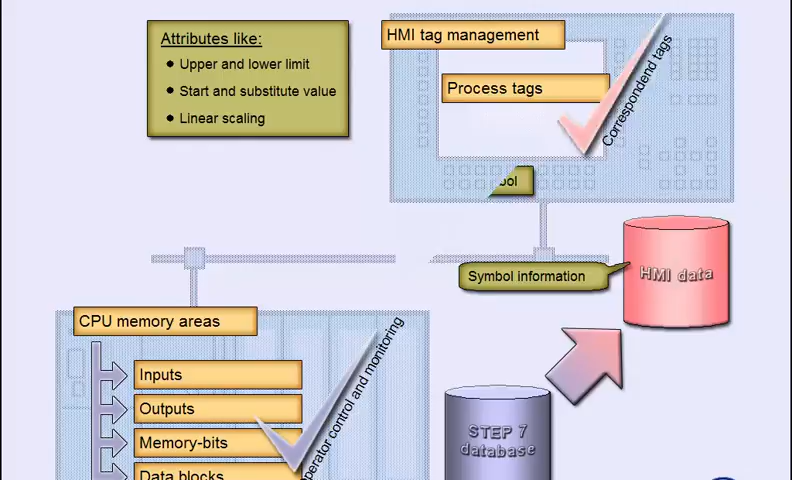 Attributes like:
Upper and lower limit
Start and substitute value
Linear scaling
HMI tag management
Process tags
Correspondend tags
Symbol information
HMI data
CPU memory areas
Inputs
Outputs
Memory-bits
Data blocks
operator control and monitoring
STEP 7
database